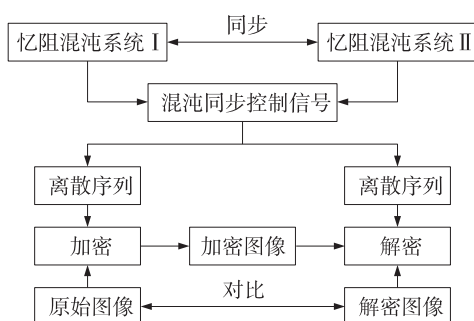 同步
忆阻混沌系统Ⅰ
忆阻混沌系统Ⅱ
混沌同步控制信号
离散序列
离散序列
加密
加密图像
解密
对比
原始图像
解密图像